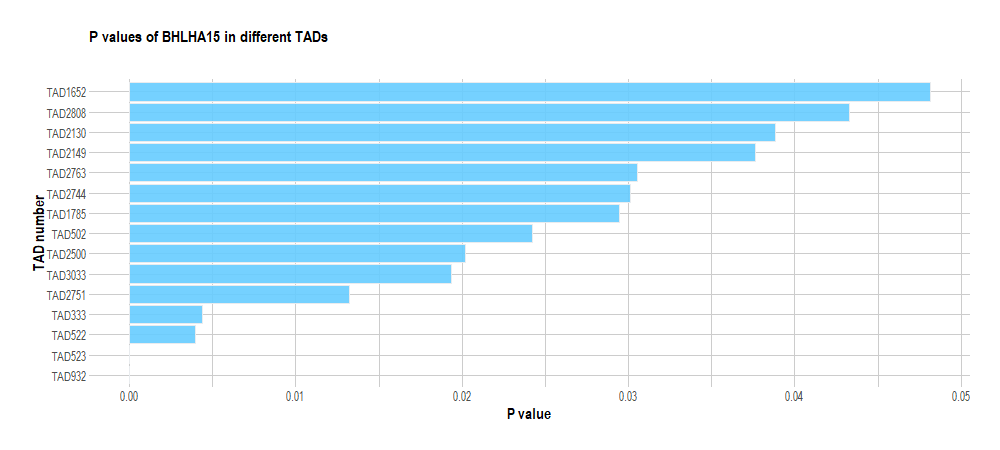 P values of BHLHA15 in different TADs
TAD number
TAD1652
TAD2808
TAD2130
TAD2149
TAD2763
TAD2744
TAD1785
TAD502
TAD2500
TAD3033
TAD2751
TAD333
TAD522
TAD523
TAD932
0.00 0.01 0.02 0.03 0.04 0.05
P value